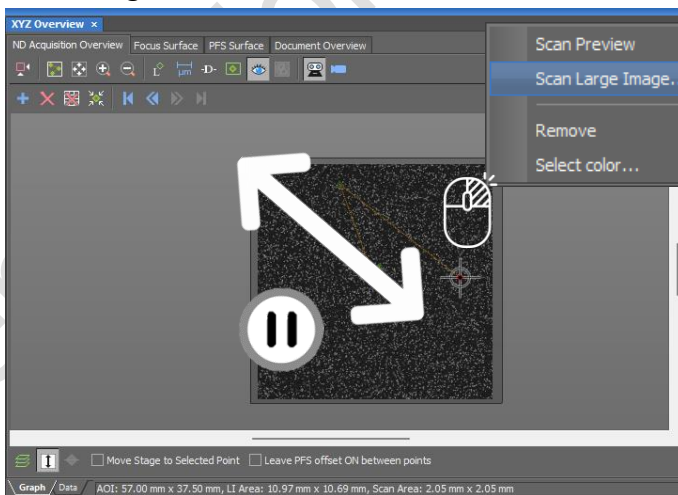 XYZ Overview ×
ND Acquisition Overview Focus Surface PFS Surface Document Overview
-D-
Scan Preview
Scan Large Image.
Remove
Select color...
Move Stage to Selected Point Leave PFS offset ON between points
Graph Data AOI: 57.00 mm x 37.50 mm, LI Area: 10.97 mm x 10.69 mm, Scan Area: 2.05 mm x 2.05 mm